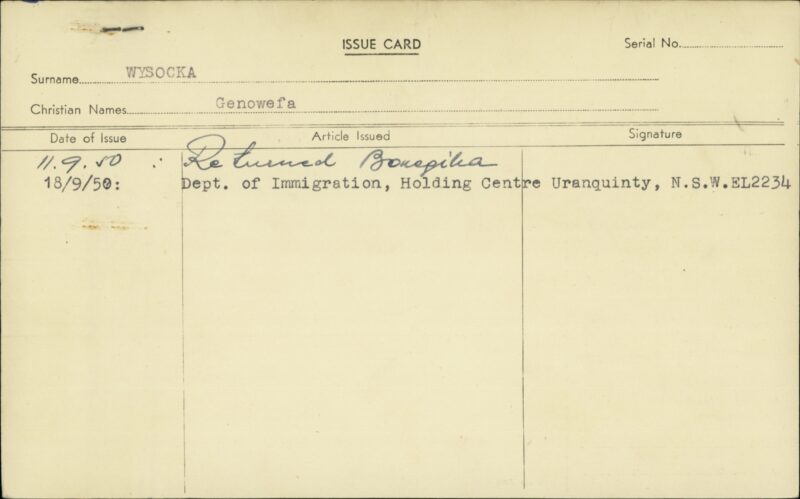 ISSUE CARD
Serial No.
Surname WYSOCKA
Christian Names Genowefa
Date of Issue Article Issued Signature
11.9.50 Returned Bonegilla
18/9/50: Dept. of Immigration, Holding Centre Uranquinty, N.S.W.EL2234